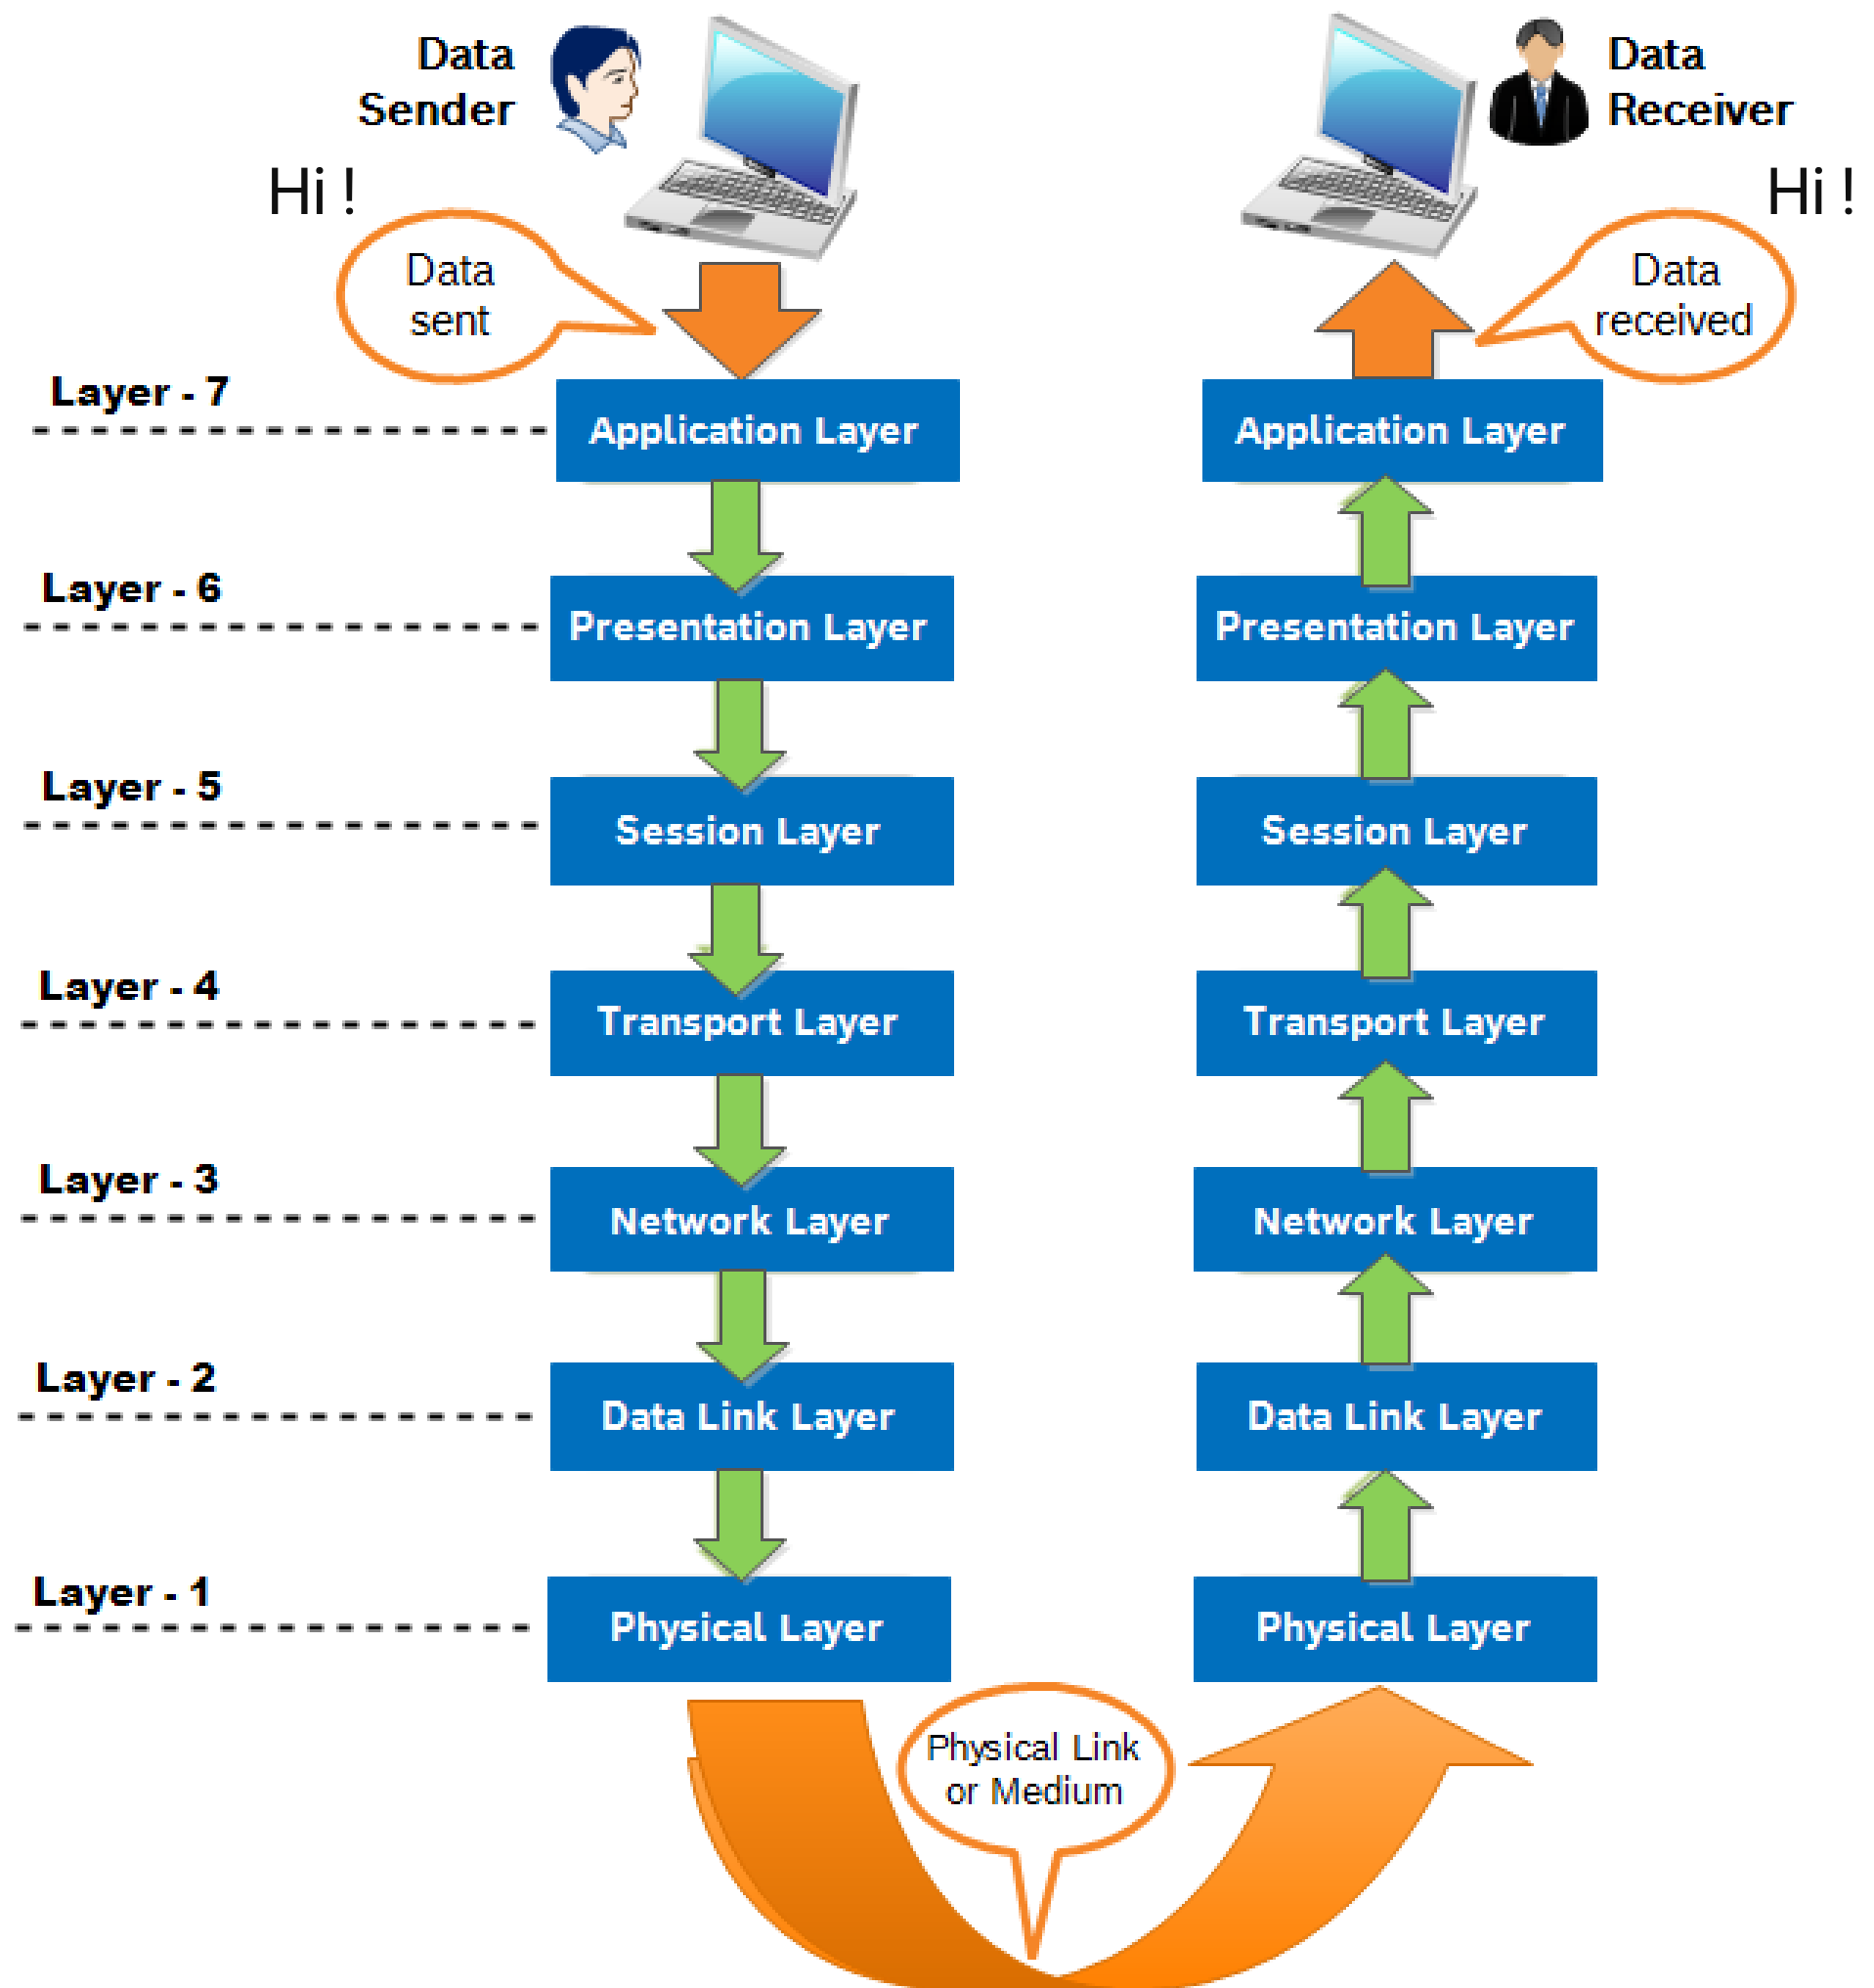 Data
Sender
Data
Receiver
Hi !
Hi !
Data
sent
Data
received
Layer - 7
Application Layer
Application Layer
Layer - 6
Presentation Layer
Presentation Layer
Layer - 5
Session Layer
Session Layer
Layer - 4
Transport Layer
Transport Layer
Layer - 3
Network Layer
Network Layer
Layer - 2
Data Link Layer
Data Link Layer
Layer - 1
Physical Layer
Physical Layer
Physical Link
or Medium